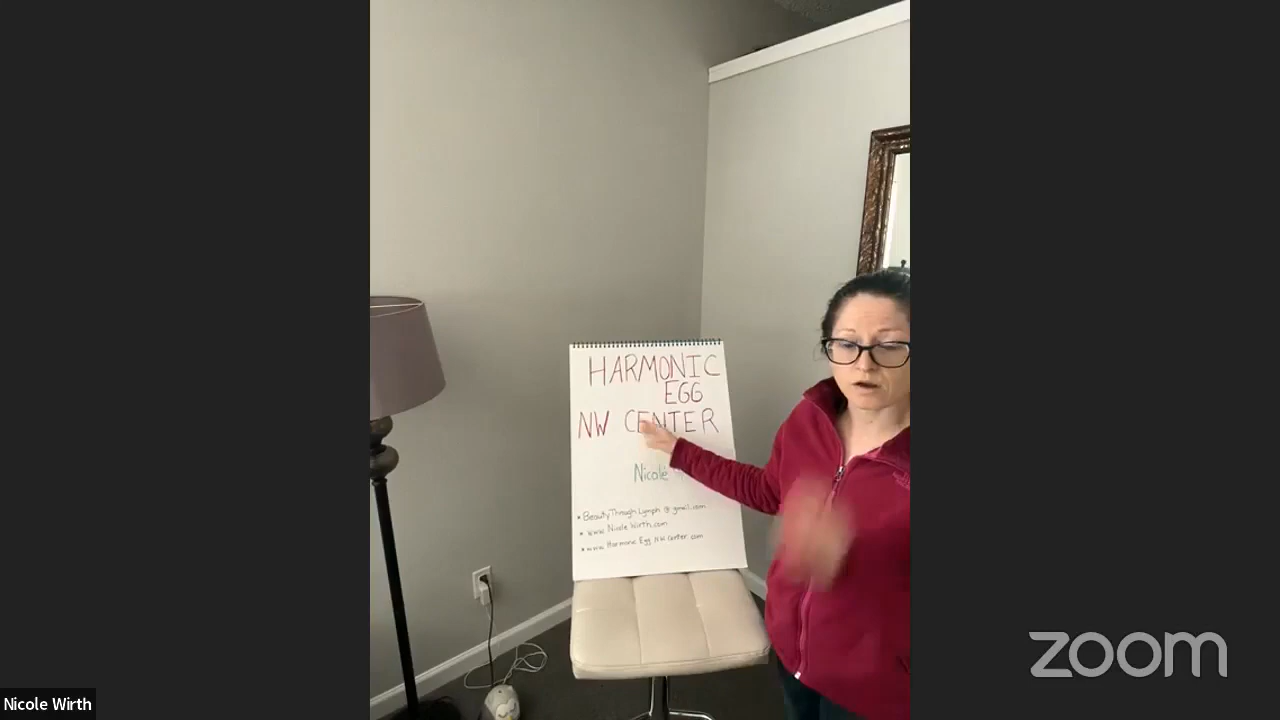 HARMONIC
EGG
NW CENTER
Nicole
• BeautyThroughLymph@gmail.com
• www.NicoleWirth.com
• www.HarmonicEggNWCenter.com
zoom
Nicole Wirth